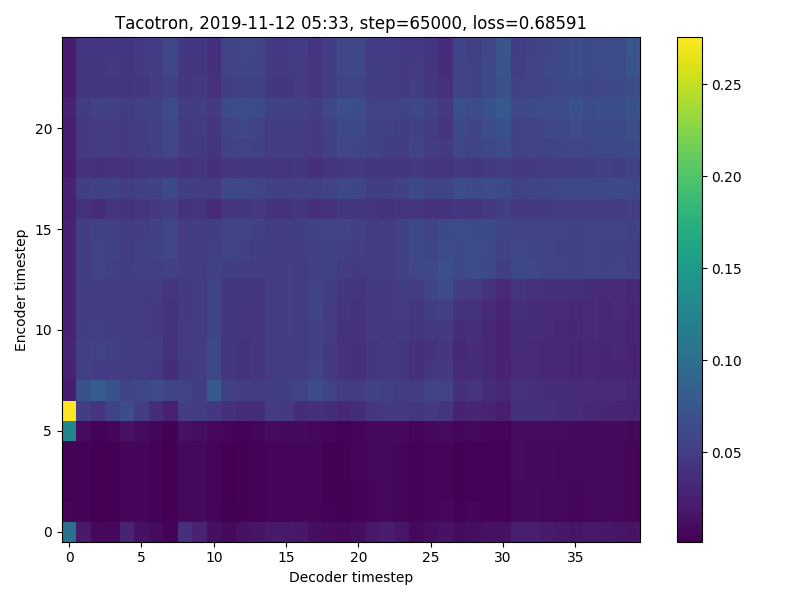 Tacotron, 2019-11-12 05:33, step=65000, loss=0.68591
Encoder timestep
20
15
10
5
0
0 5 10 15 20 25 30 35
Decoder timestep
0.25
0.20
0.15
0.10
0.05